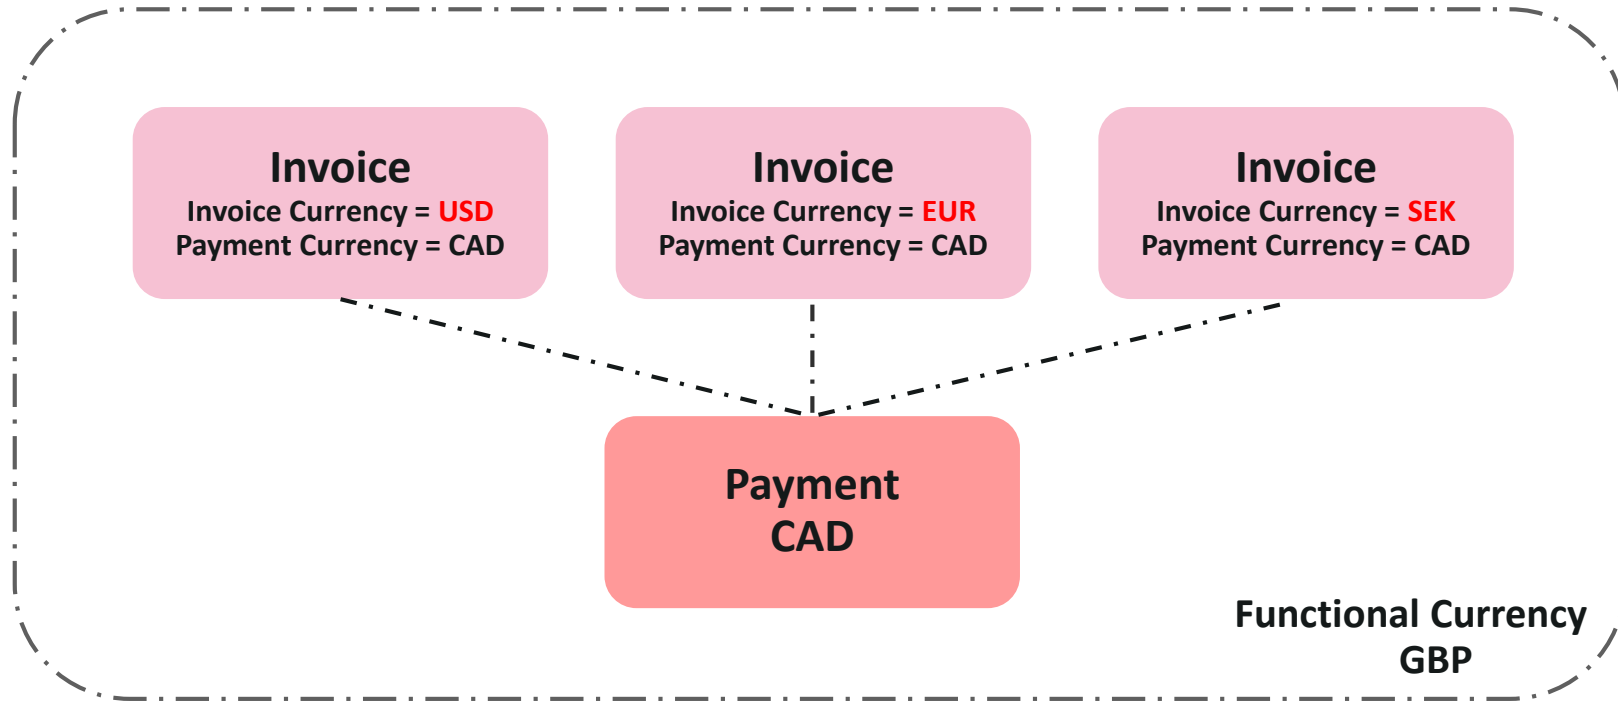 Invoice
Invoice Currency = USD
Payment Currency = CAD
Invoice
Invoice Currency = EUR
Payment Currency = CAD
Invoice
Invoice Currency = SEK
Payment Currency = CAD
Payment
CAD
Functional Currency
GBP